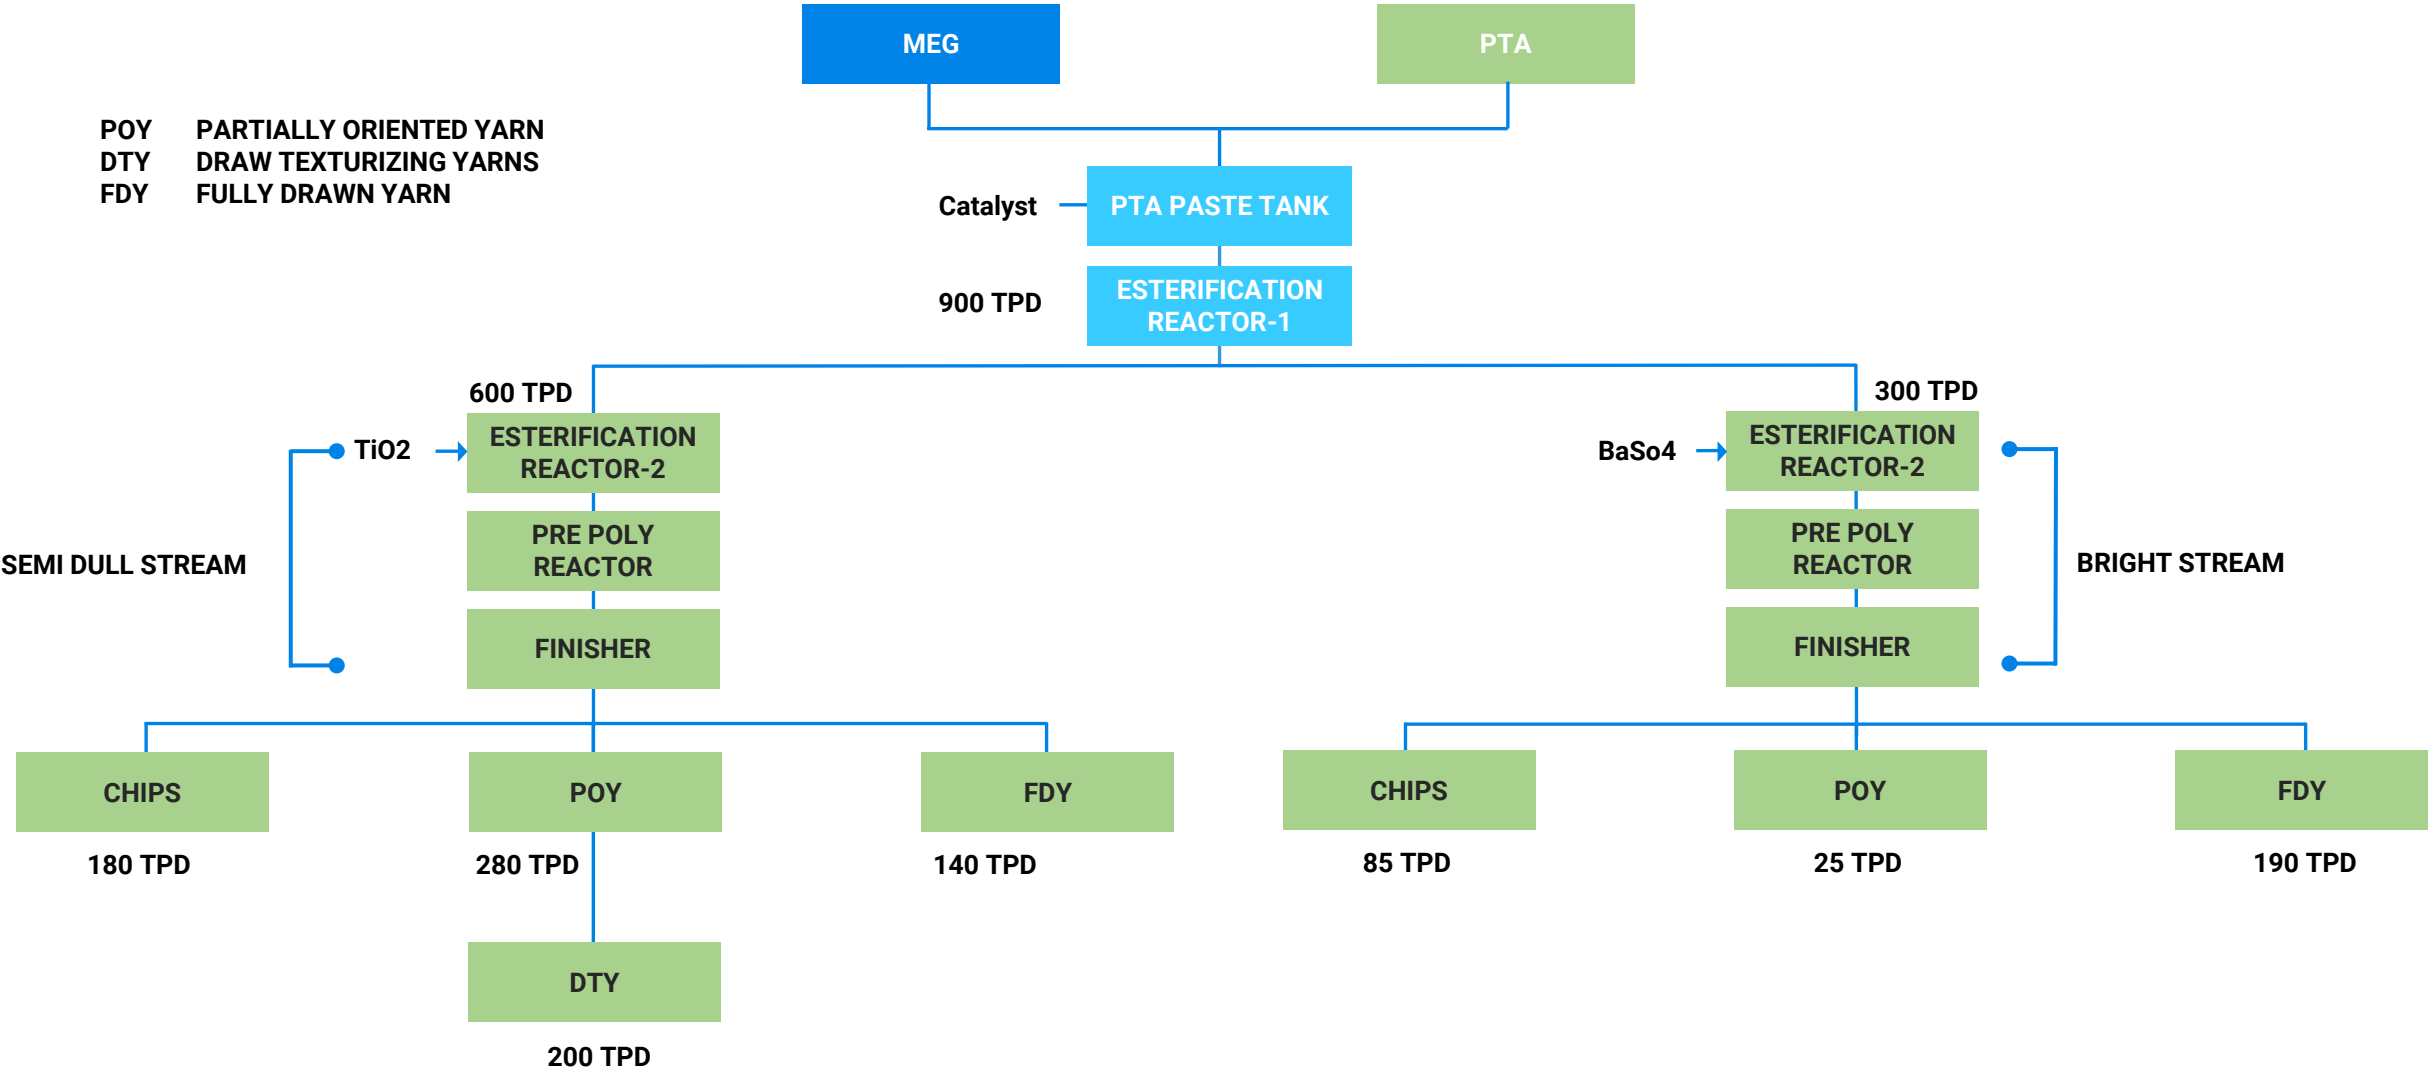 MEG
PTA
POY PARTIALLY ORIENTED YARN
DTY DRAW TEXTURIZING YARNS
FDY FULLY DRAWN YARN
Catalyst
PTA PASTE TANK
900 TPD
ESTERIFICATION
REACTOR-1
600 TPD
300 TPD
TiO2
ESTERIFICATION
REACTOR-2
BaSo4
ESTERIFICATION
REACTOR-2
SEMI DULL STREAM
PRE POLY
REACTOR
PRE POLY
REACTOR
BRIGHT STREAM
FINISHER
FINISHER
CHIPS
POY
FDY
CHIPS
POY
FDY
180 TPD
280 TPD
140 TPD
85 TPD
25 TPD
190 TPD
DTY
200 TPD